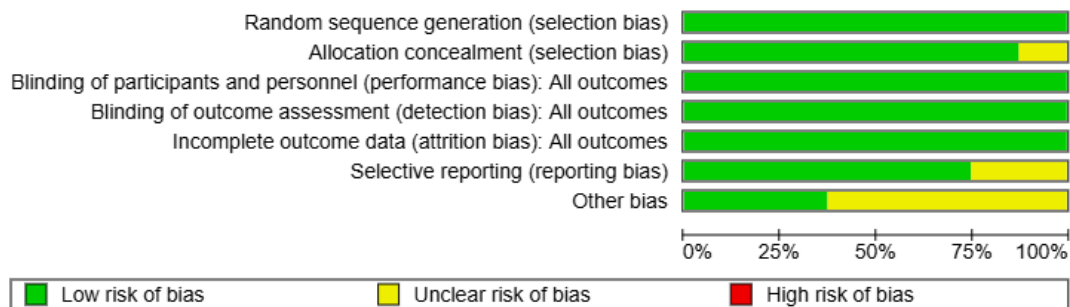 Random sequence generation (selection bias)
Allocation concealment (selection bias)
Blinding of participants and personnel (performance bias): All outcomes
Blinding of outcome assessment (detection bias): All outcomes
Incomplete outcome data (attrition bias): All outcomes
Selective reporting (reporting bias)
Other bias
0% 25% 50% 75% 100%
Low risk of bias Unclear risk of bias High risk of bias